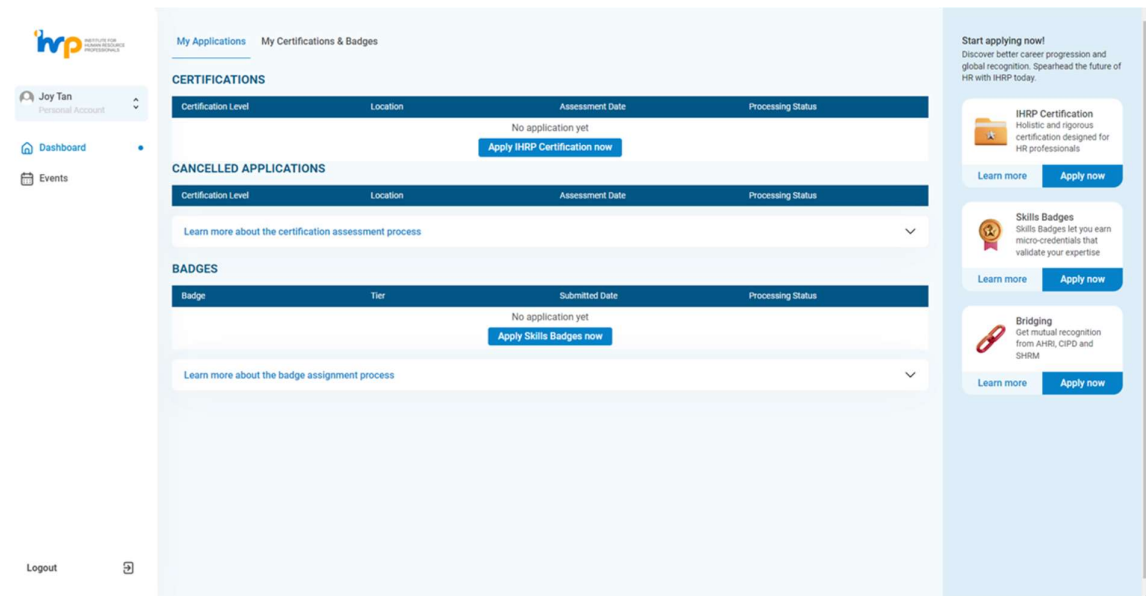 ihrp
INSTITUTE FOR
HUMAN RESOURCE
PROFESSIONALS
Joy Tan
Personal Account
Dashboard
Events
Logout
My Applications My Certifications & Badges
CERTIFICATIONS
Certification Level Location Assessment Date Processing Status
No application yet
Apply IHRP Certification now
CANCELLED APPLICATIONS
Certification Level Location Assessment Date Processing Status
Learn more about the certification assessment process
BADGES
Badge Tier Submitted Date Processing Status
No application yet
Apply Skills Badges now
Learn more about the badge assignment process
Start applying now!
Discover better career progression and
global recognition. Spearhead the future of
HR with IHRP today.
IHRP Certification
Holistic and rigorous
certification designed for
HR professionals
Learn more Apply now
Skills Badges
Skills Badges let you earn
micro-credentials that
validate your expertise
Learn more Apply now
Bridging
Get mutual recognition
from AHRI, CIPD and
SHRM
Learn more Apply now